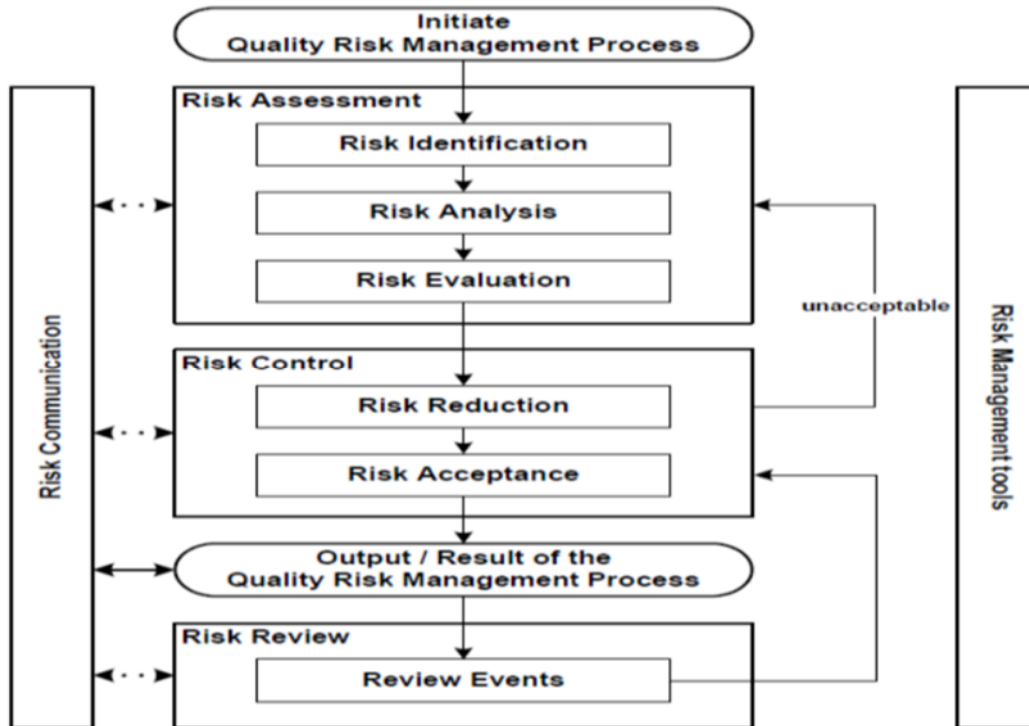 Initiate
Quality Risk Management Process
Risk Assessment
Risk Identification
Risk Analysis
Risk Evaluation
unacceptable
Risk Control
Risk Reduction
Risk Acceptance
Output / Result of the
Quality Risk Management Process
Risk Review
Review Events
Risk Communication
Risk Management tools